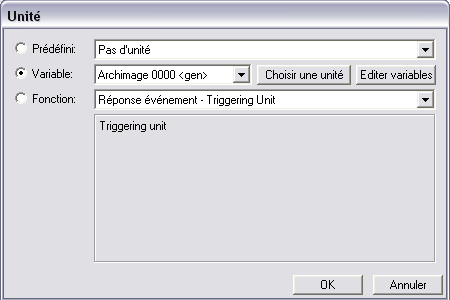 Unité
Prédéfini: Pas d'unité
Variable: Archimage 0000 <gen> Choisir une unité Editer variables
Fonction: Réponse événement - Triggering Unit
Triggering unit
OK Annuler